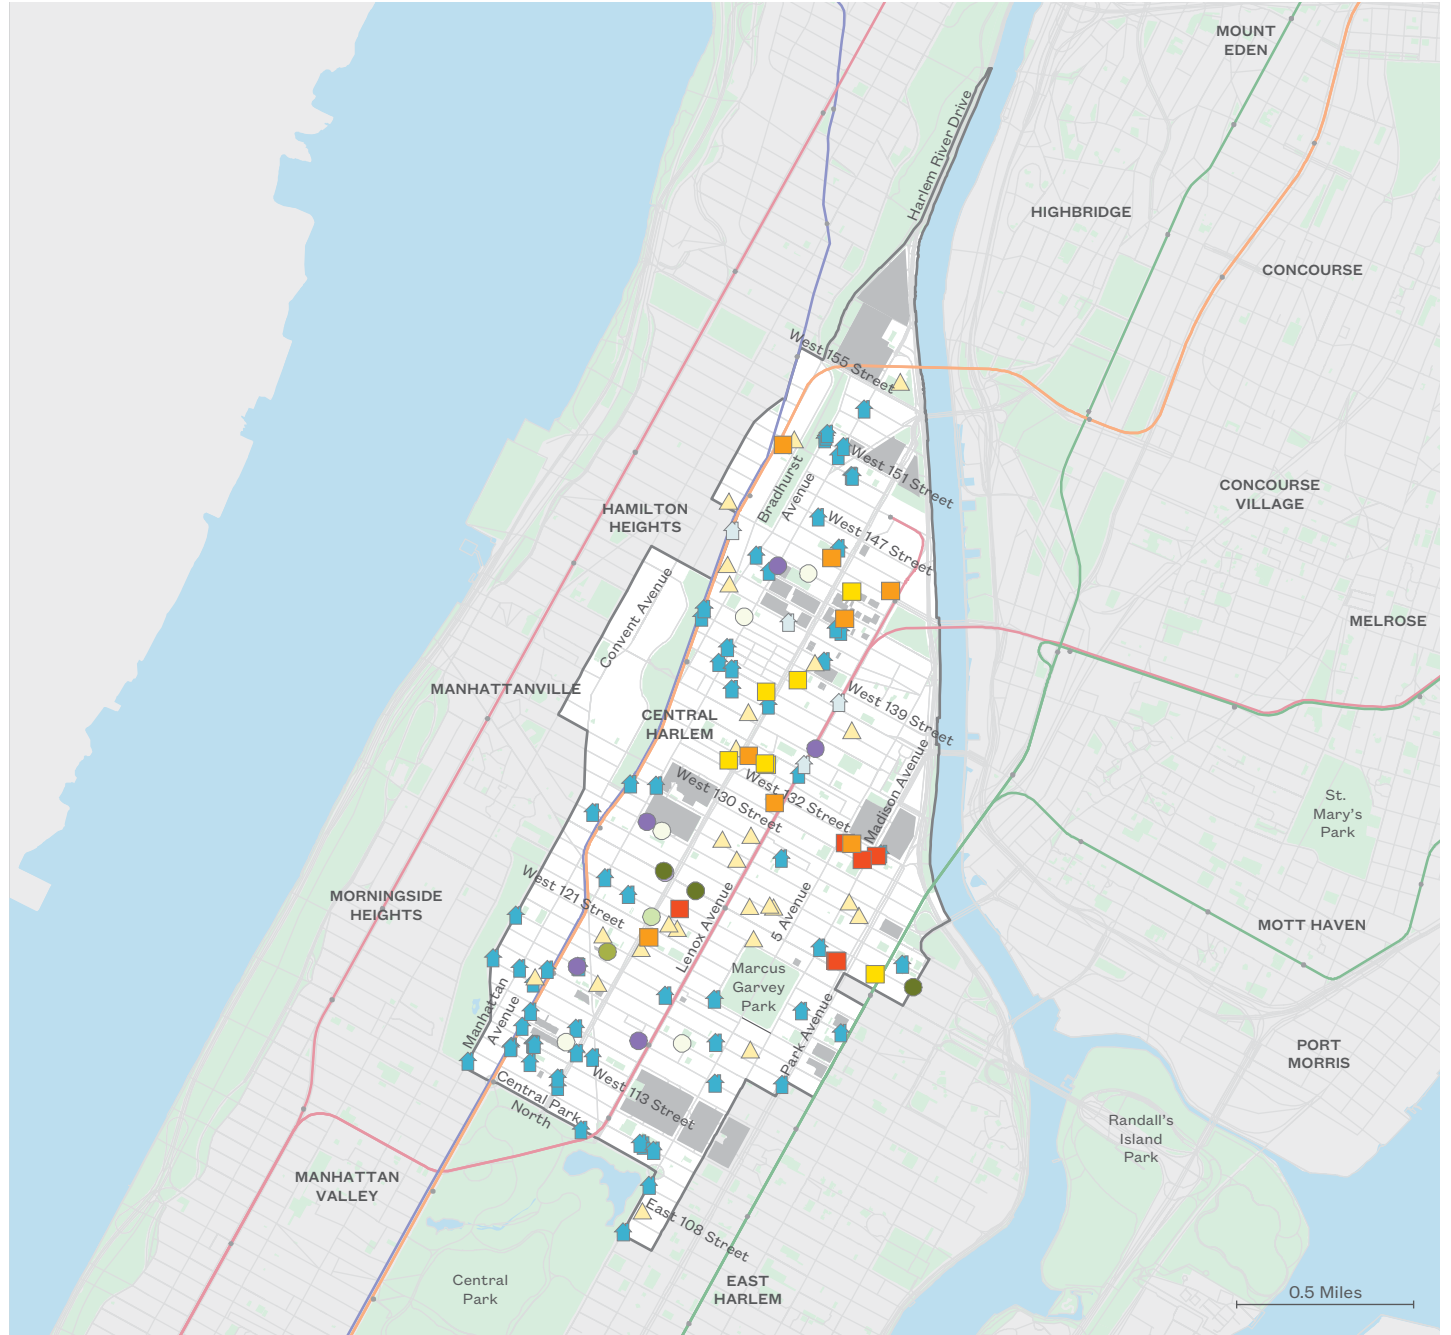 MOUNT
EDEN
Harlem River Drive
HIGHBRIDGE
CONCOURSE
West 155 Street
West 151 Street
Bradhurst
Avenue
CONCOURSE
VILLAGE
HAMILTON
HEIGHTS
West 147 Street
Convent Avenue
MELROSE
MANHATTANVILLE
West 139 Street
CENTRAL
HARLEM
Madison Avenue
West 132 Street
West 130 Street
St.
Mary's
Park
MORNINGSIDE
HEIGHTS
West 121 Street
Lenox Avenue
5 Avenue
MOTT HAVEN
Marcus
Garvey
Park
Manhattan
Avenue
Park Avenue
PORT
MORRIS
Central Park
North
West 113 Street
Randall's
Island
Park
MANHATTAN
VALLEY
East 108 Street
Central
Park
EAST
HARLEM
0.5 Miles